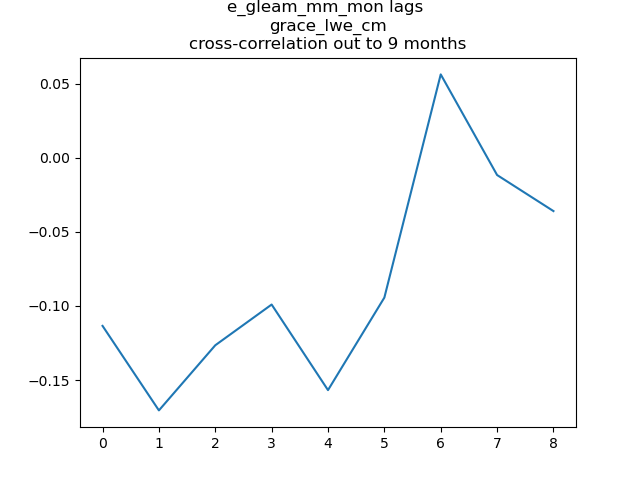 e_gleam_mm_mon lags
grace_lwe_cm
cross-correlation out to 9 months
0.05
0.00
−0.05
−0.10
−0.15
0 1 2 3 4 5 6 7 8